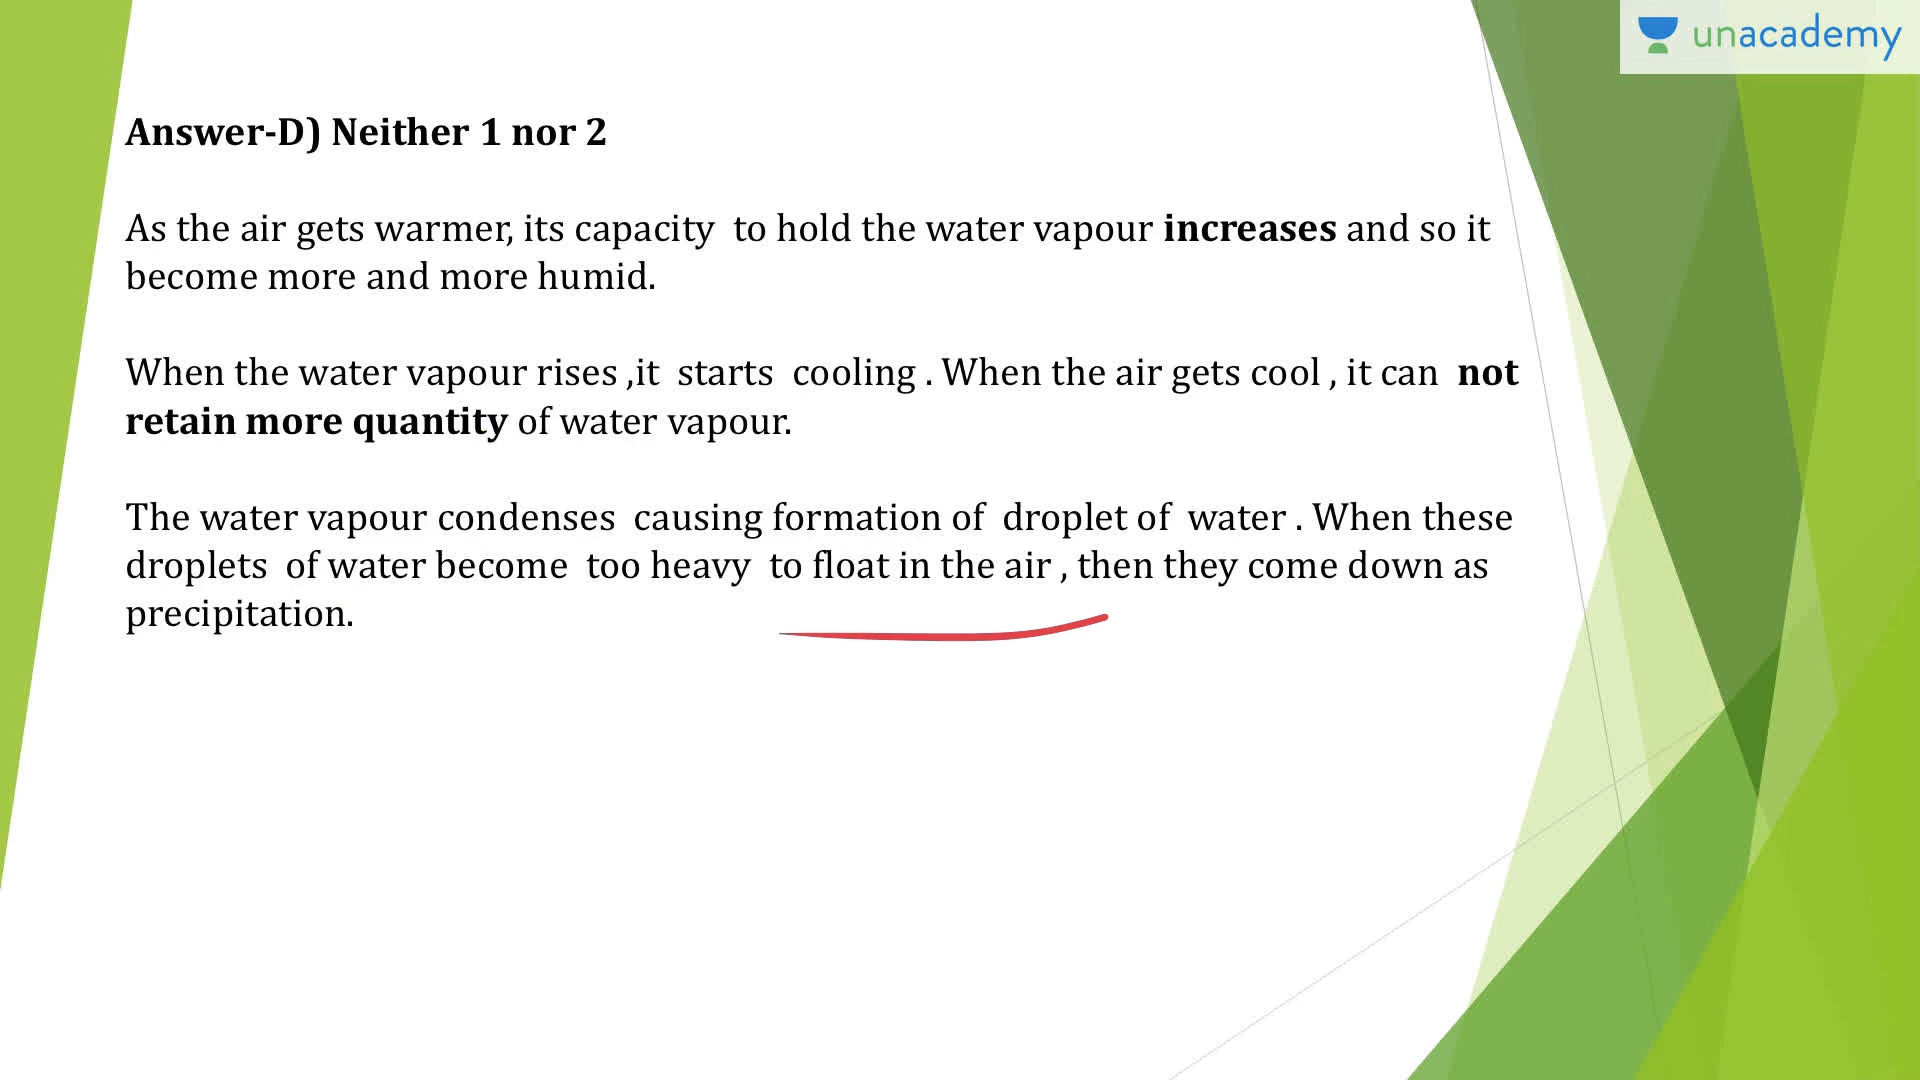 unacademy
Answer-D) Neither 1 nor 2
As the air gets warmer, its capacity to hold the water vapour increases and so it
become more and more humid.
When the water vapour rises ,it starts cooling . When the air gets cool , it can not
retain more quantity of water vapour.
The water vapour condenses causing formation of droplet of water . When these
droplets of water become too heavy to float in the air , then they come down as
precipitation.